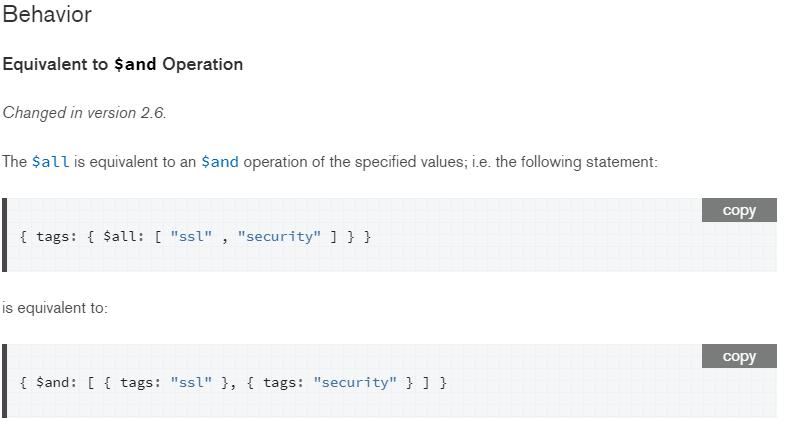 Behavior
Equivalent to $and Operation
Changed in version 2.6.
The $all is equivalent to an $and operation of the specified values; i.e. the following statement:
copy
{ tags: { $all: [ "ssl" , "security" ] } }
is equivalent to:
copy
{ $and: [ { tags: "ssl" }, { tags: "security" } ] }